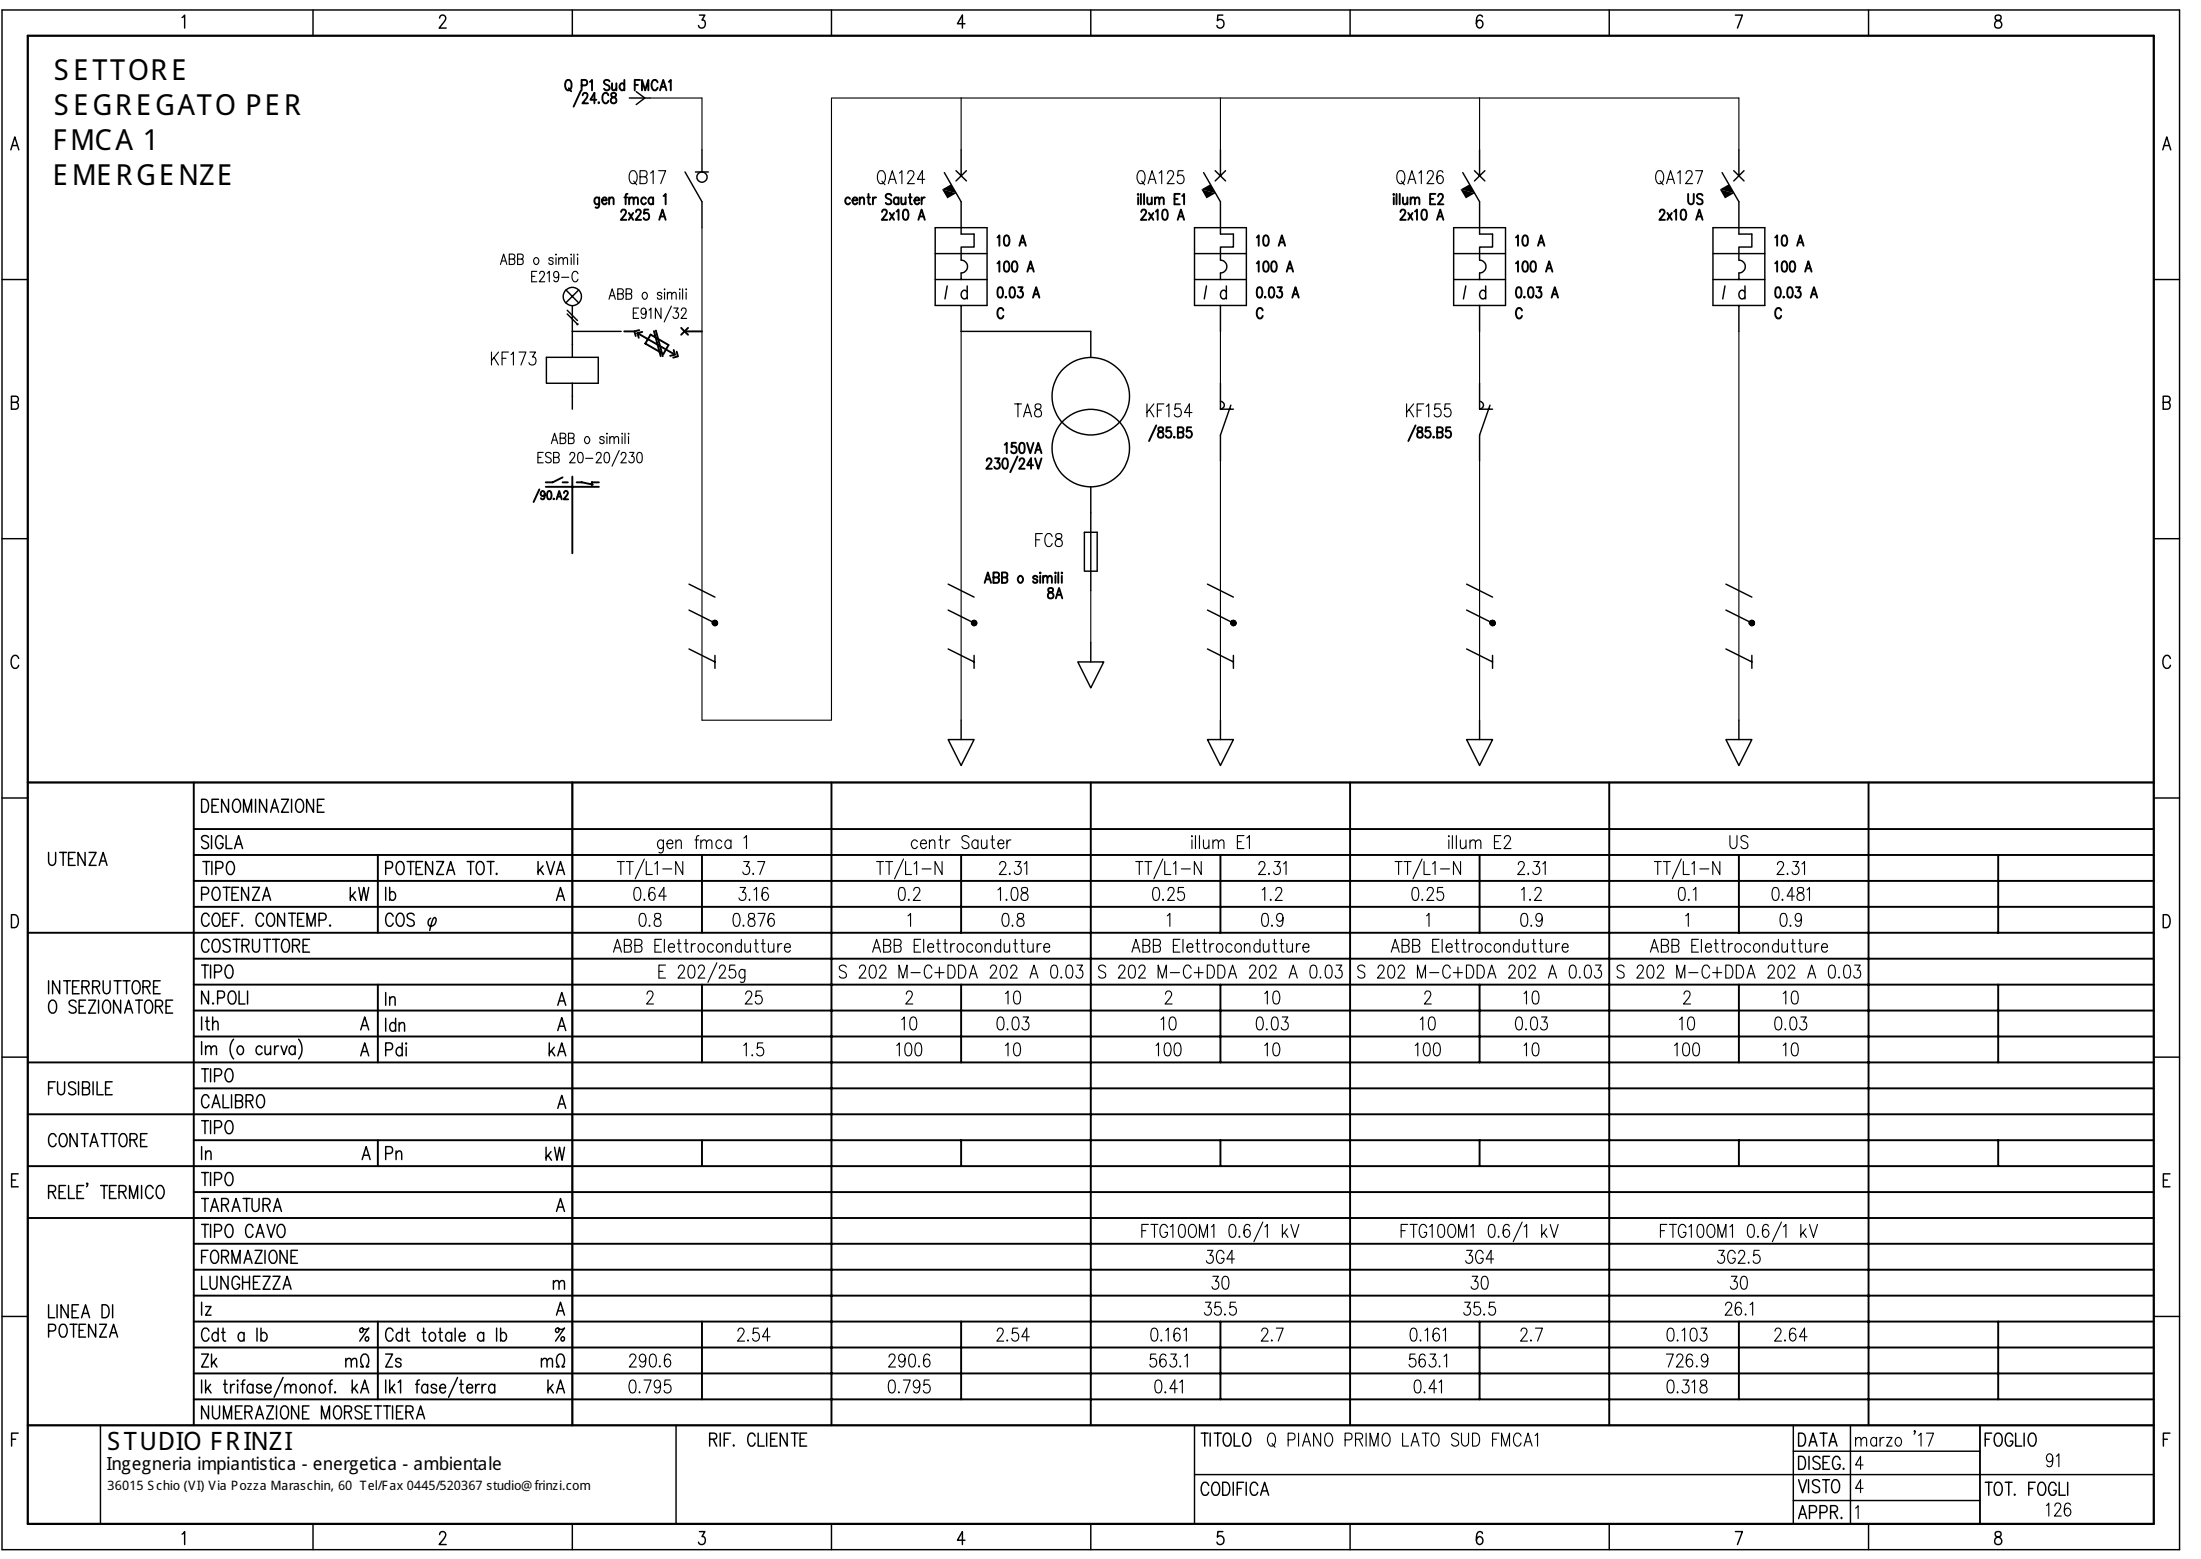 1 2 3 4 5 6 7 8
SETTORE
SEGREGATO PER
FMCA 1
EMERGENZE
Q P1 Sud FMCA1
/24.C8
A A
QB17
gen fmca 1
2x25 A
QA124
centr Sauter
2x10 A
10 A
100 A
I d 0.03 A
C
QA125
illum E1
2x10 A
10 A
100 A
I d 0.03 A
C
QA126
illum E2
2x10 A
10 A
100 A
I d 0.03 A
C
QA127
US
2x10 A
10 A
100 A
I d 0.03 A
C
ABB o simili
E219-C
ABB o simili
E91N/32
KF173
ABB o simili
ESB 20-20/230
/90.A2
B B
TA8
150VA
230/24V
KF154
/85.B5
KF155
/85.B5
FC8
ABB o simili
8A
C C
UTENZA
DENOMINAZIONE
SIGLA gen fmca 1 centr Sauter illum E1 illum E2 US
TIPO POTENZA TOT. kVA TT/L1-N 3.7 TT/L1-N 2.31 TT/L1-N 2.31 TT/L1-N 2.31 TT/L1-N 2.31
POTENZA kW Ib A 0.64 3.16 0.2 1.08 0.25 1.2 0.25 1.2 0.1 0.481
COEF. CONTEMP. COS φ 0.8 0.876 1 0.8 1 0.9 1 0.9 1 0.9
D D
INTERRUTTORE
O SEZIONATORE
COSTRUTTORE ABB Elettrocondutture ABB Elettrocondutture ABB Elettrocondutture ABB Elettrocondutture ABB Elettrocondutture
TIPO E 202/25g S 202 M-C+DDA 202 A 0.03 S 202 M-C+DDA 202 A 0.03 S 202 M-C+DDA 202 A 0.03 S 202 M-C+DDA 202 A 0.03
N.POLI In A 2 25 2 10 2 10 2 10 2 10
Ith A Idn A 10 0.03 10 0.03 10 0.03 10 0.03
Im (o curva) A Pdi kA 1.5 100 10 100 10 100 10 100 10
FUSIBILE
TIPO
CALIBRO A
CONTATTORE
TIPO
In A Pn kW
E E
RELE' TERMICO
TIPO
TARATURA A
LINEA DI
POTENZA
TIPO CAVO FTG10OM1 0.6/1 kV FTG10OM1 0.6/1 kV FTG10OM1 0.6/1 kV
FORMAZIONE 3G4 3G4 3G2.5
LUNGHEZZA m 30 30 30
Iz A 35.5 35.5 26.1
Cdt a Ib % Cdt totale a Ib % 2.54 2.54 0.161 2.7 0.161 2.7 0.103 2.64
Zk mΩ Zs mΩ 290.6 290.6 563.1 563.1 726.9
Ik trifase/monof. kA Ik1 fase/terra kA 0.795 0.795 0.41 0.41 0.318
NUMERAZIONE MORSETTIERA
F F
STUDIO FRINZI
Ingegneria impiantistica - energetica - ambientale
36015 Schio (VI) Via Pozza Maraschin, 60 Tel/Fax 0445/520367 studio@frinzi.com
RIF. CLIENTE
TITOLO Q PIANO PRIMO LATO SUD FMCA1
CODIFICA
DATA marzo '17
DISEG. 4
VISTO 4
APPR. 1
FOGLIO
91
TOT. FOGLI
126
1 2 3 4 5 6 7 8